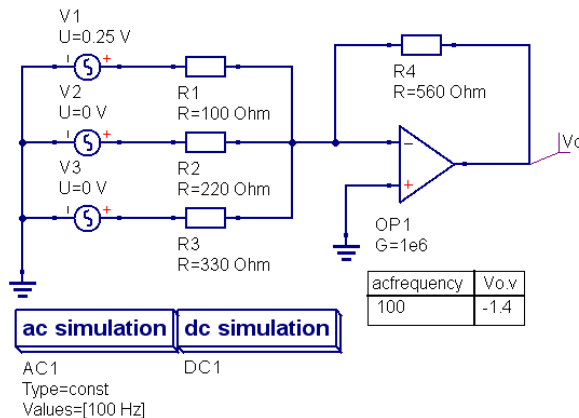 V1
U=0.25 V
R1
R=100 Ohm
V2
U=0 V
R2
R=220 Ohm
V3
U=0 V
R3
R=330 Ohm
R4
R=560 Ohm
OP1
G=1e6
acfrequency Vo.v
100 -1.4
ac simulation
dc simulation
AC1
Type=const
Values=[100 Hz]
DC1